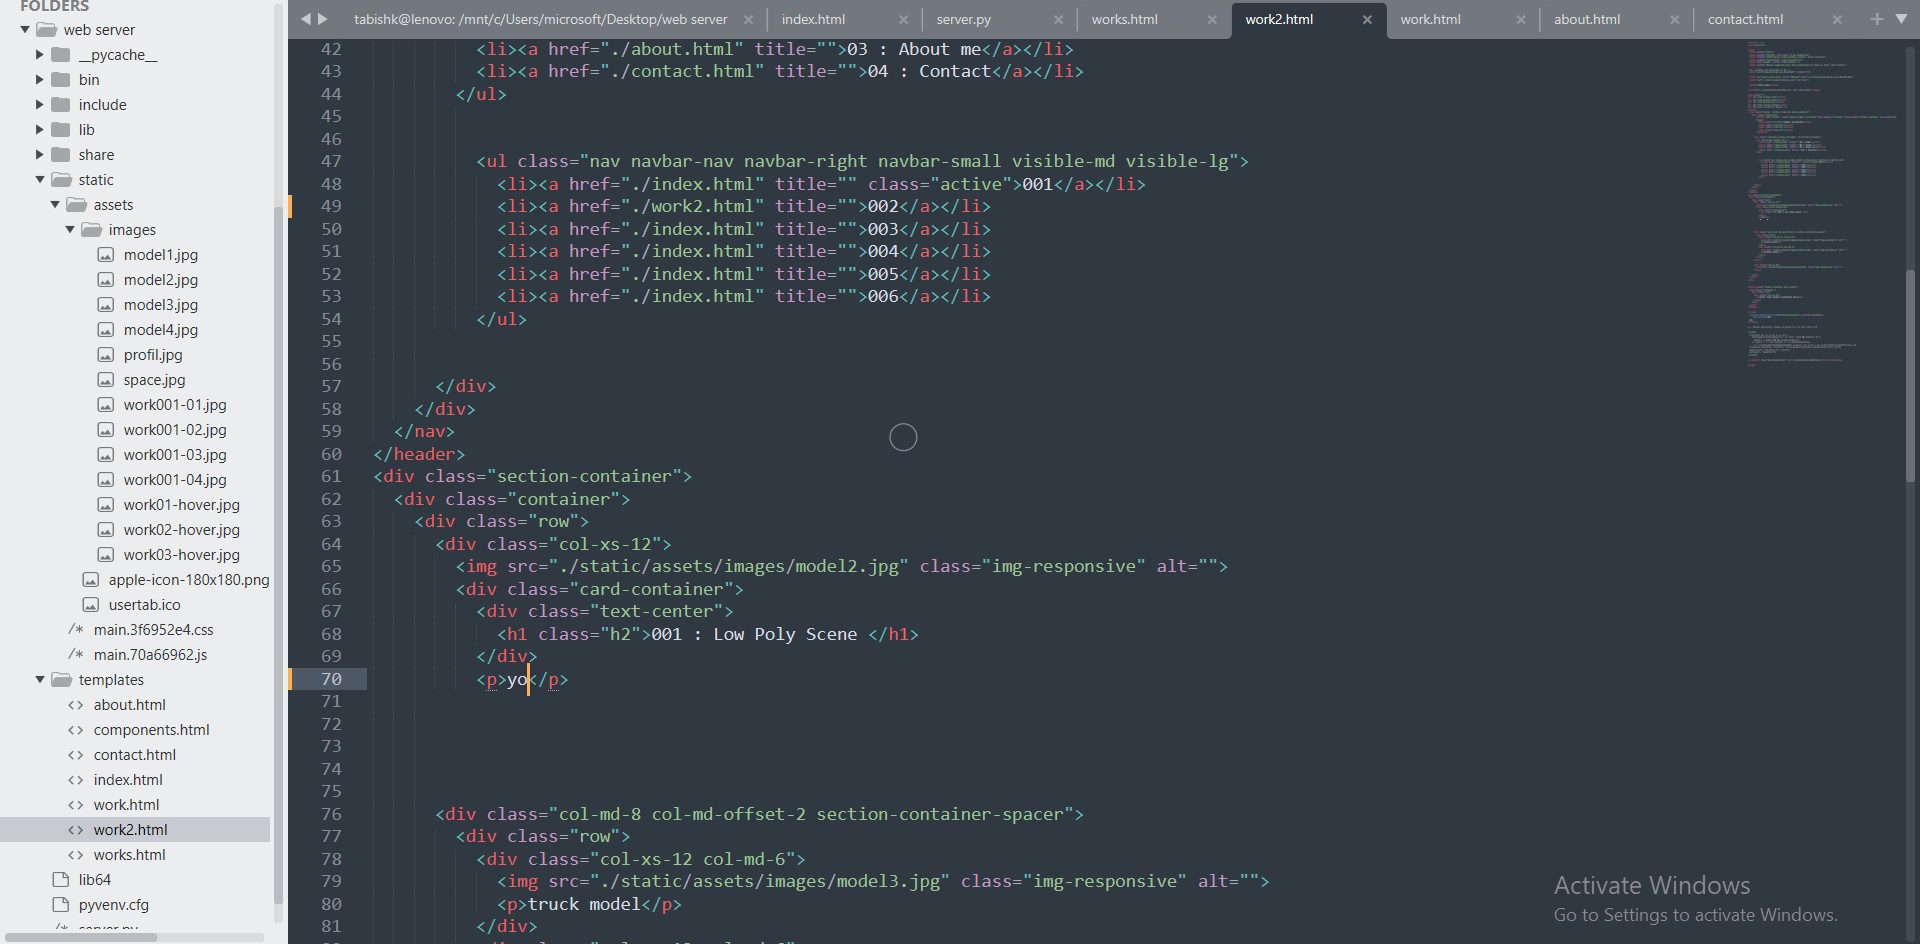 FOLDERS
web server
__pycache__
bin
include
lib
share
static
assets
images
model1.jpg
model2.jpg
model3.jpg
model4.jpg
profil.jpg
space.jpg
work001-01.jpg
work001-02.jpg
work001-03.jpg
work001-04.jpg
work01-hover.jpg
work02-hover.jpg
work03-hover.jpg
apple-icon-180x180.png
usertab.ico
/* main.3f6952e4.css
/* main.70a66962.js
templates
<> about.html
<> components.html
<> contact.html
<> index.html
<> work.html
<> work2.html
<> works.html
lib64
pyvenv.cfg
/* server.py
tabishk@lenovo: /mnt/c/Users/microsoft/Desktop/web server × index.html × server.py × works.html × work2.html × work.html × about.html × contact.html × +
42 <li><a href="./about.html" title="">03 : About me</a></li>
43 <li><a href="./contact.html" title="">04 : Contact</a></li>
44 </ul>
45
46
47 <ul class="nav navbar-nav navbar-right navbar-small visible-md visible-lg">
48 <li><a href="./index.html" title="" class="active">001</a></li>
49 <li><a href="./work2.html" title="">002</a></li>
50 <li><a href="./index.html" title="">003</a></li>
51 <li><a href="./index.html" title="">004</a></li>
52 <li><a href="./index.html" title="">005</a></li>
53 <li><a href="./index.html" title="">006</a></li>
54 </ul>
55
56
57 </div>
58 </div>
59 </nav>
60 </header>
61 <div class="section-container">
62 <div class="container">
63 <div class="row">
64 <div class="col-xs-12">
65 <img src="./static/assets/images/model2.jpg" class="img-responsive" alt="">
66 <div class="card-container">
67 <div class="text-center">
68 <h1 class="h2">001 : Low Poly Scene </h1>
69 </div>
70 <p>yo</p>
71
72
73
74
75
76 <div class="col-md-8 col-md-offset-2 section-container-spacer">
77 <div class="row">
78 <div class="col-xs-12 col-md-6">
79 <img src="./static/assets/images/model3.jpg" class="img-responsive" alt="">
80 <p>truck model</p>
81 </div>
Activate Windows
Go to Settings to activate Windows.